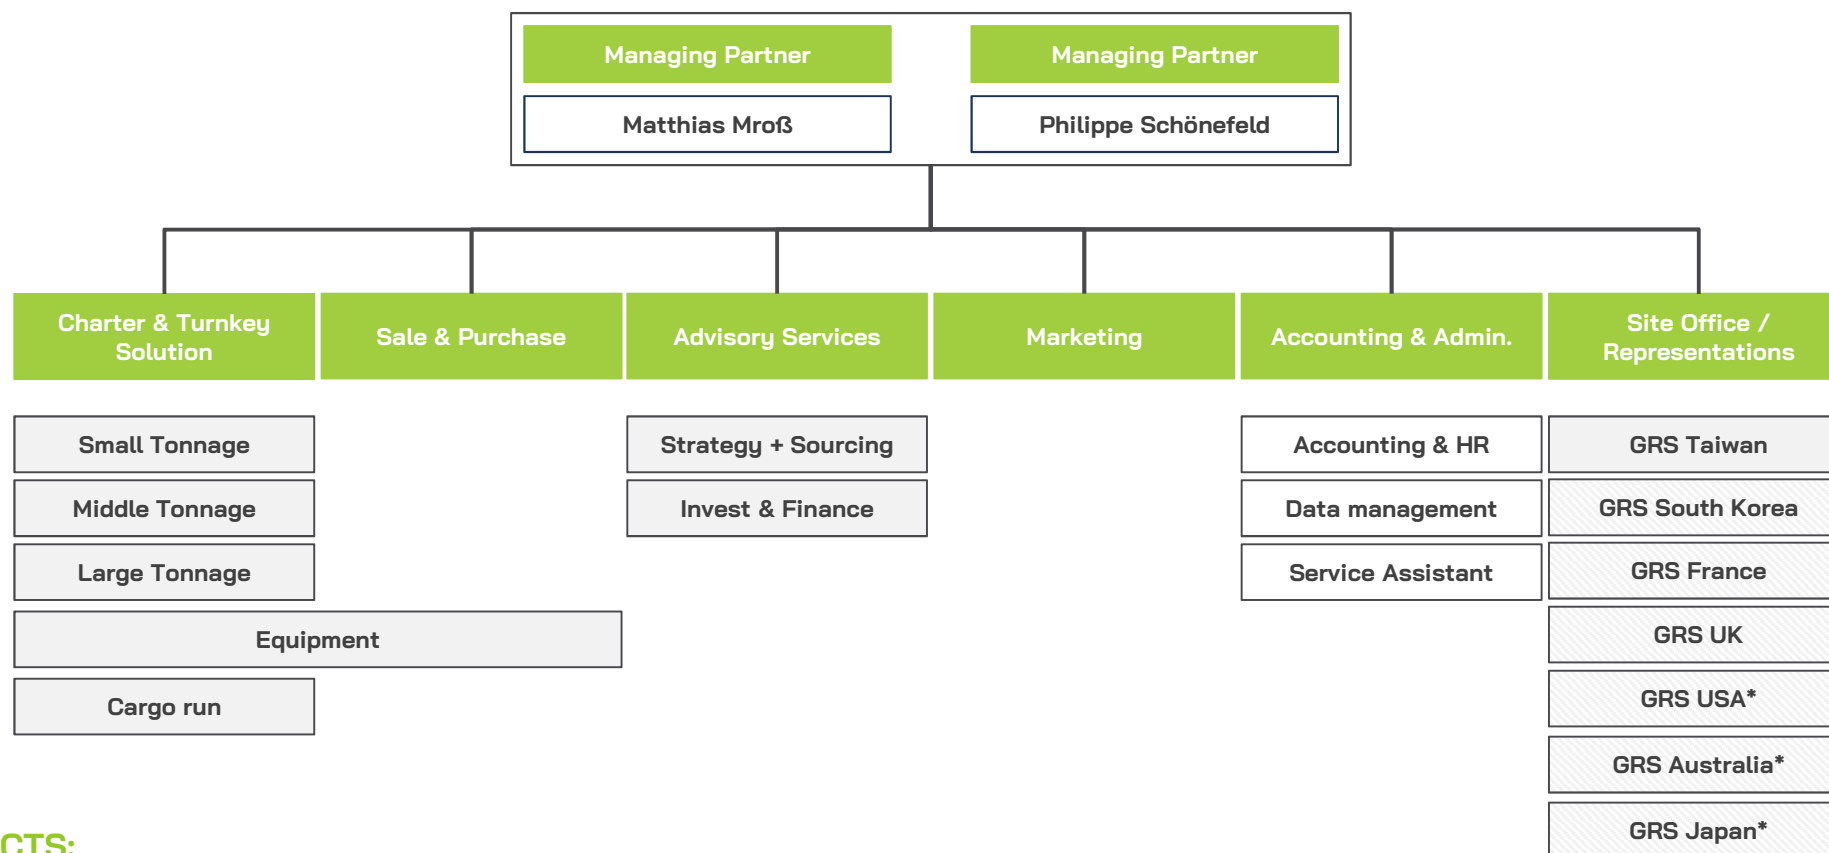 Managing Partner
Managing Partner
Matthias Mroß
Philippe Schönefeld
Charter & Turnkey
Solution
Sale & Purchase
Advisory Services
Marketing
Accounting & Admin.
Site Office /
Representations
Small Tonnage
Middle Tonnage
Large Tonnage
Equipment
Cargo run
Strategy + Sourcing
Invest & Finance
Accounting & HR
Data management
Service Assistant
GRS Taiwan
GRS South Korea
GRS France
GRS UK
GRS USA*
GRS Australia*
GRS Japan*
CTS: